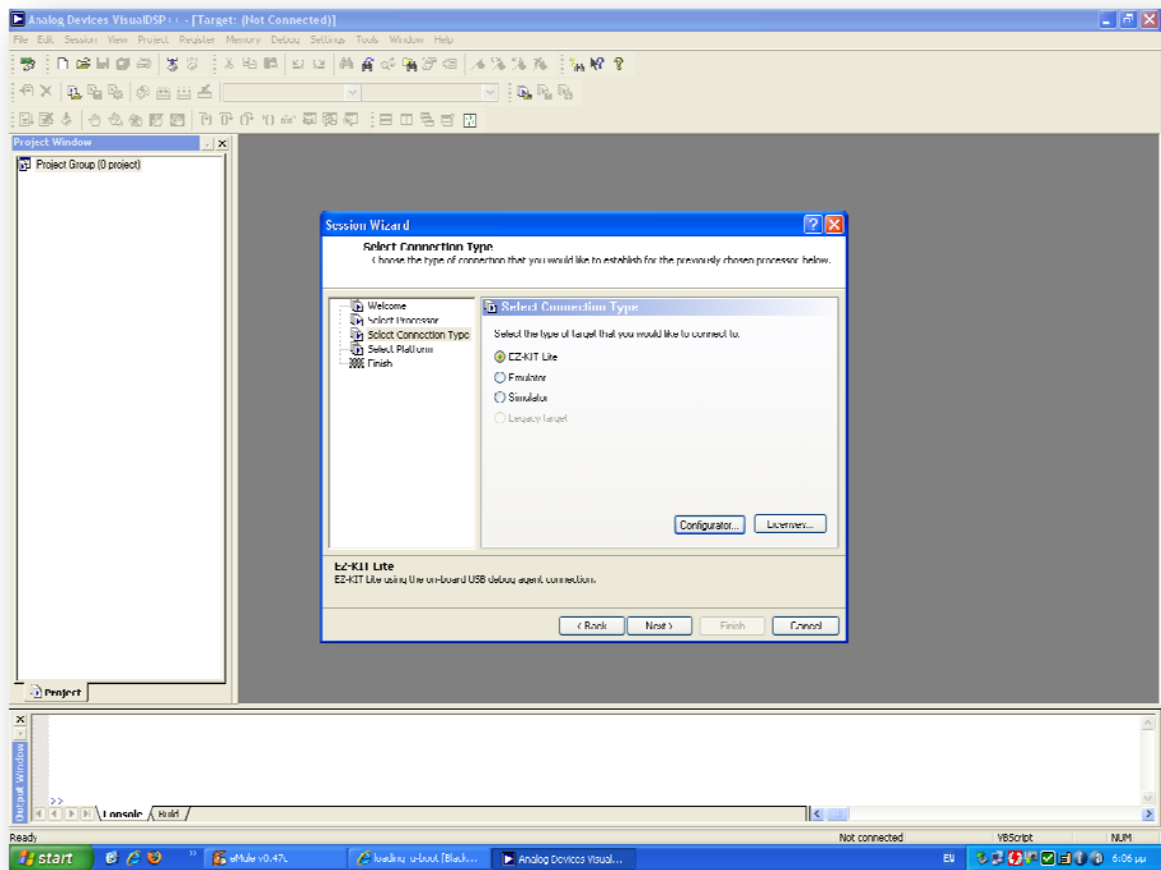 Analog Devices VisualDSP++ - [Target: (Not Connected)]
File Edit Session View Project Register Memory Debug Settings Tools Window Help
Project Window
Project Group (0 project)
Session Wizard
Select Connection Type
Choose the type of connection that you would like to establish for the previously chosen processor below.
Welcome
Select Processor
Select Connection Type
Select Platform
Finish
Select Connection Type
Select the type of target that you would like to connect to.
EZ-KIT Lite
Emulator
Simulator
Legacy target
Configurator...
Licenses...
EZ-KIT Lite
EZ-KIT Lite using the on-board USB debug agent connection.
< Back Next > Finish Cancel
Project
Output Window
>>
Console Build
Ready Not connected VBScript NUM
start eMule v0.47c loading u-boot [Black... Analog Devices Visual... EN 6:06 μμ